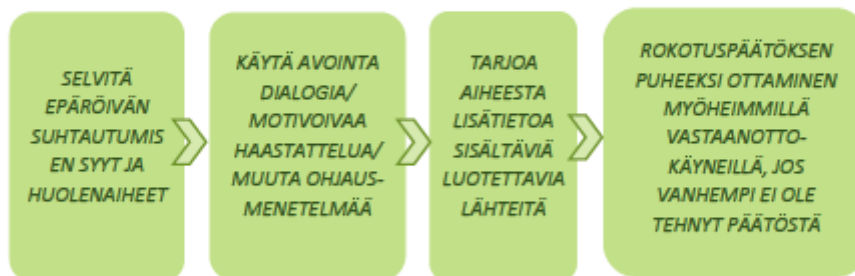 SELVITÄ
EPÄRÖIVÄN
SUHTAUTUMIS
EN SYYT JA
HUOLENAIHEET
KÄYTÄ AVOINTA
DIALOGIA/
MOTIVOIVAA
HAASTATTELUA/
MUUTA OHJAUS-
MENETELMÄÄ
TARJOA
AIHEESTA
LISÄTIETOA
SISÄLTÄVIÄ
LUOTETTAVIA
LÄHTEITÄ
ROKOTUSPÄÄTÖKSEN
PUHEEKSI OTTAMINEN
MYÖHEIMMILLÄ
VASTAANOTTO-
KÄYNEILLÄ, JOS
VANHEMPI EI OLE
TEHNYT PÄÄTÖSTÄ